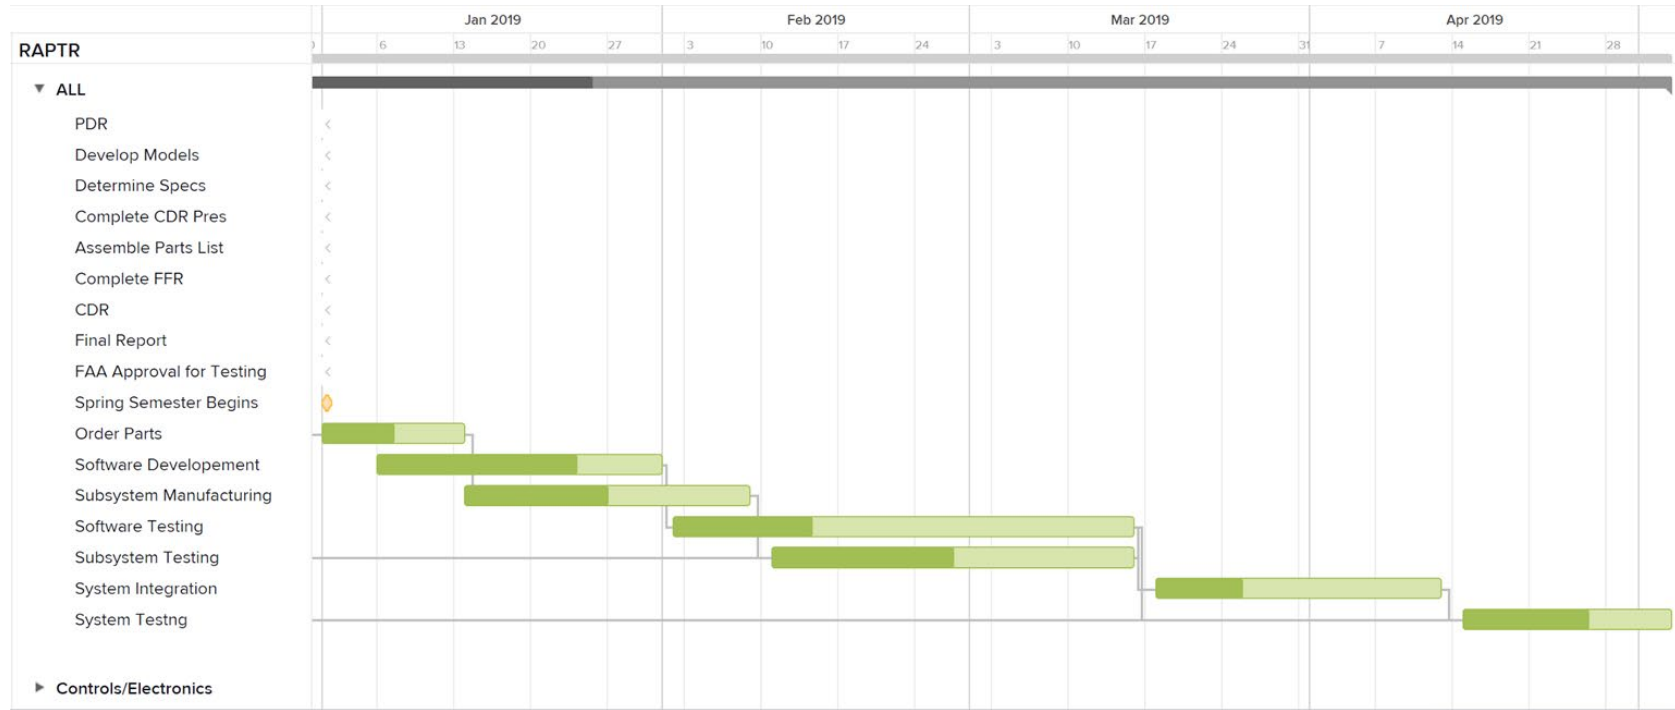 Jan 2019 Feb 2019 Mar 2019 Apr 2019
RAPTR 6 13 20 27 3 10 17 24 3 10 17 24 31 7 14 21 28
ALL
PDR
Develop Models
Determine Specs
Complete CDR Pres
Assemble Parts List
Complete FFR
CDR
Final Report
FAA Approval for Testing
Spring Semester Begins
Order Parts
Software Developement
Subsystem Manufacturing
Software Testing
Subsystem Testing
System Integration
System Testng
Controls/Electronics